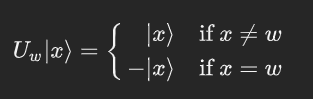 U_w|x⟩ = { |x⟩ if x ≠ w
−|x⟩ if x = w